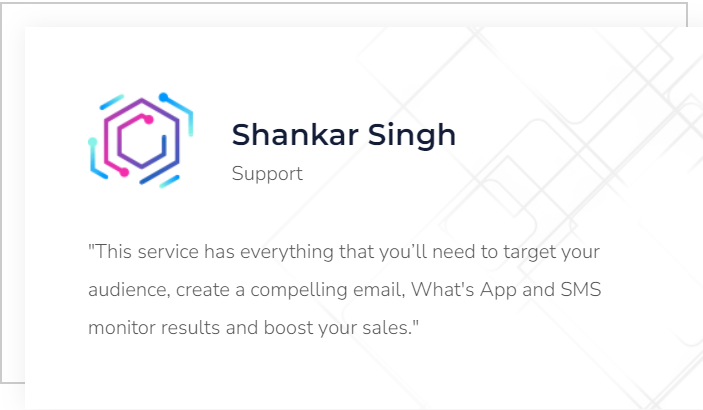 Shankar Singh
Support
"This service has everything that you’ll need to target your
audience, create a compelling email, What's App and SMS
monitor results and boost your sales."